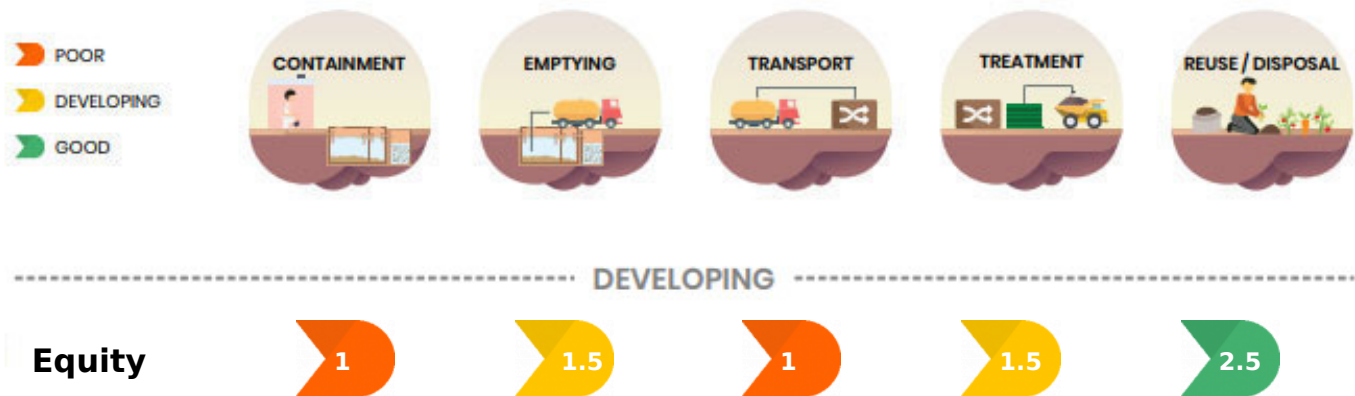 POOR
DEVELOPING
GOOD
CONTAINMENT
EMPTYING
TRANSPORT
TREATMENT
REUSE / DISPOSAL
DEVELOPING
Equity 1 1.5 1 1.5 2.5